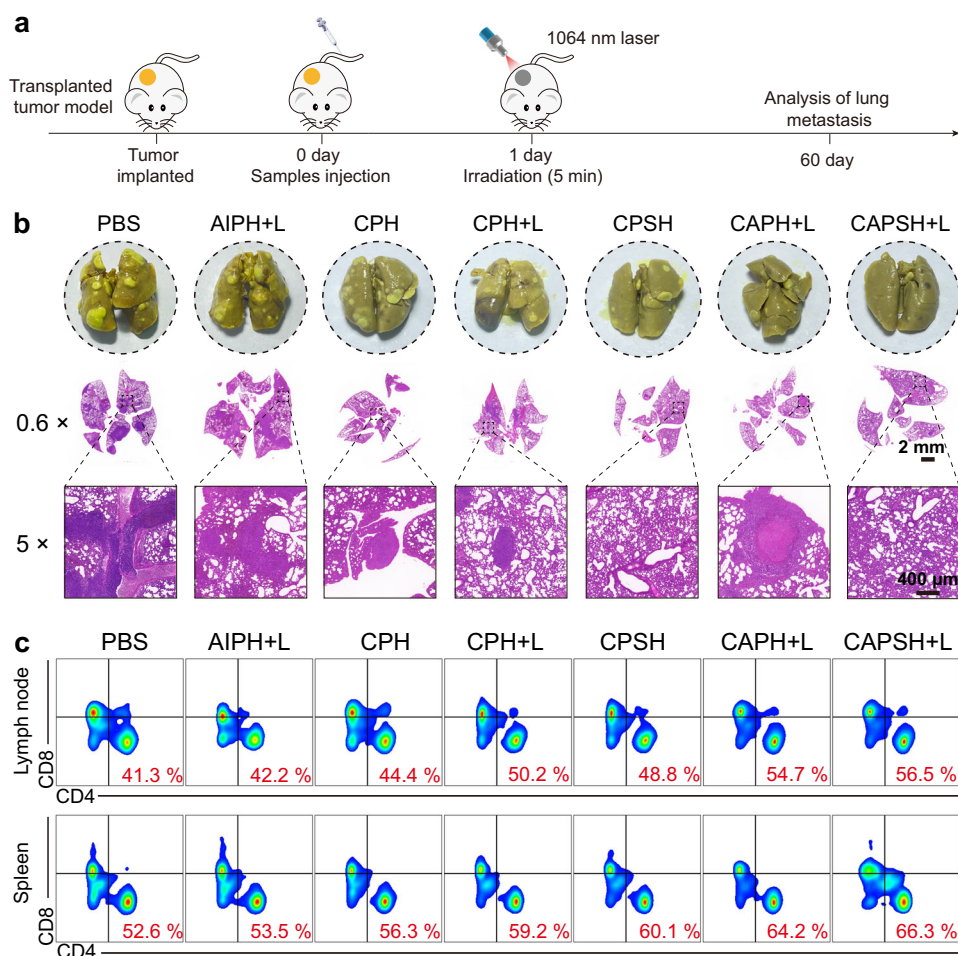 a
1064 nm laser
Transplanted
tumor model
Analysis of lung
metastasis
Tumor
implanted
0 day
Samples injection
1 day
Irradiation (5 min)
60 day
b
PBS AIPH+L CPH CPH+L CPSH CAPH+L CAPSH+L
0.6 ×
2 mm
5 ×
400 µm
c
PBS AIPH+L CPH CPH+L CPSH CAPH+L CAPSH+L
Lymph node
CD8
41.3 % 42.2 % 44.4 % 50.2 % 48.8 % 54.7 % 56.5 %
CD4
Spleen
CD8
52.6 % 53.5 % 56.3 % 59.2 % 60.1 % 64.2 % 66.3 %
CD4